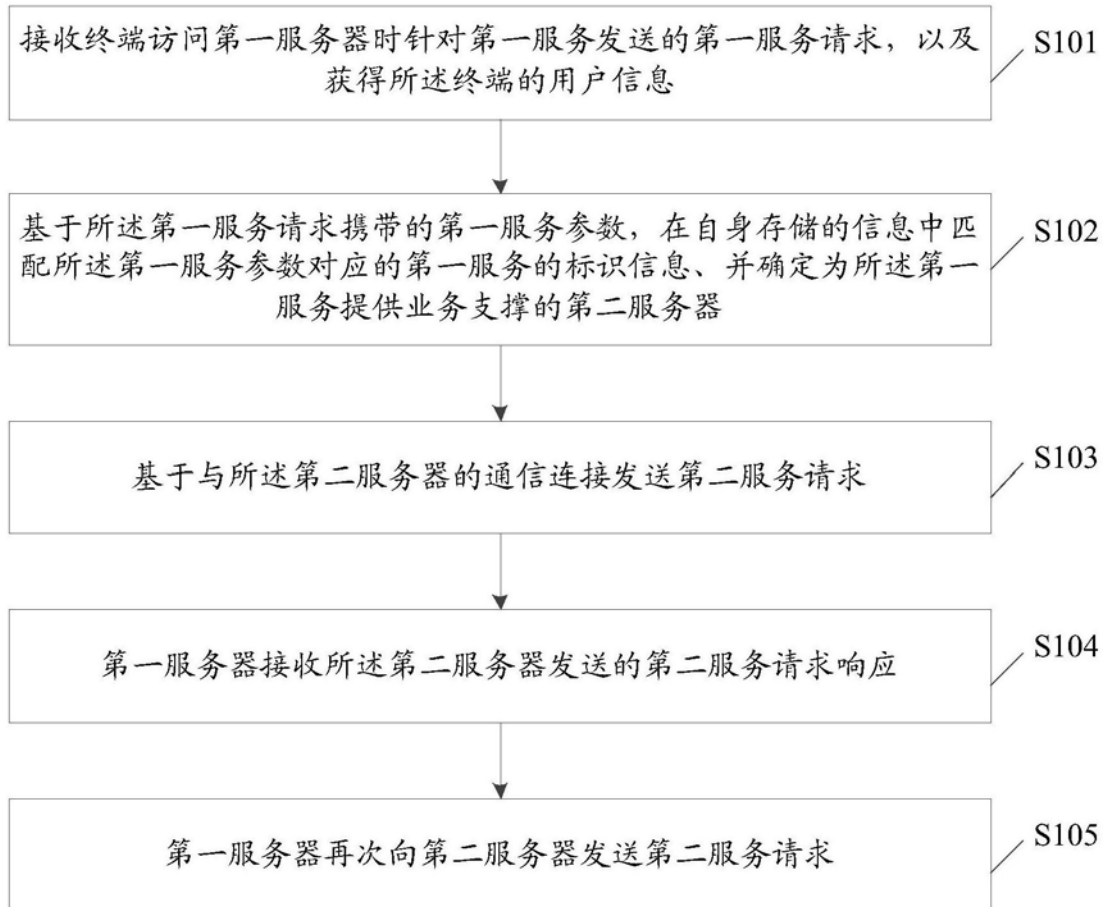 接收终端访问第一服务器时针对第一服务发送的第一服务请求，以及
获得所述终端的用户信息
S101
基于所述第一服务请求携带的第一服务参数，在自身存储的信息中匹
配所述第一服务参数对应的第一服务的标识信息、并确定为所述第一
服务提供业务支撑的第二服务器
S102
基于与所述第二服务器的通信连接发送第二服务请求
S103
第一服务器接收所述第二服务器发送的第二服务请求响应
S104
第一服务器再次向第二服务器发送第二服务请求
S105